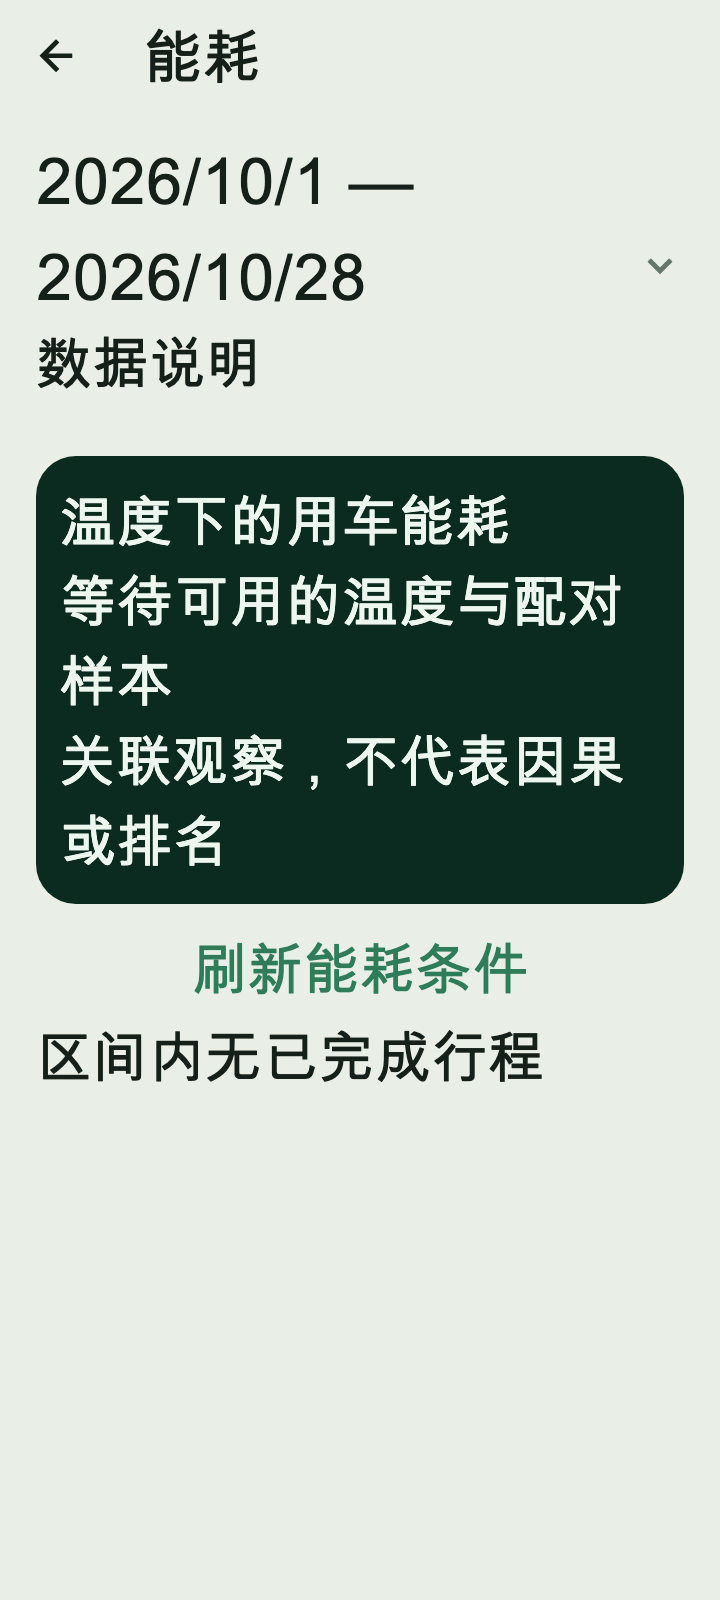 能耗
2026/10/1 —
2026/10/28
数据说明
温度下的用车能耗
等待可用的温度与配对
样本
关联观察，不代表因果
或排名
刷新能耗条件
区间内无已完成行程